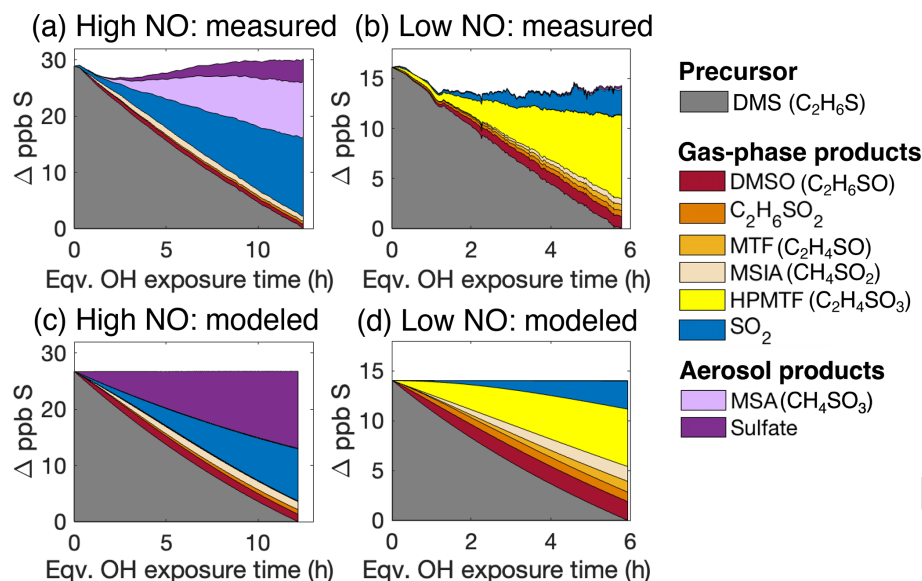 (a) High NO: measured
(b) Low NO: measured
30
20
10
0
Δ ppb S
0 5 10
Eqv. OH exposure time (h)
15
10
5
0
Δ ppb S
0 2 4 6
Eqv. OH exposure time (h)
(c) High NO: modeled
(d) Low NO: modeled
30
20
10
0
Δ ppb S
0 5 10
Eqv. OH exposure time (h)
15
10
5
0
Δ ppb S
0 2 4 6
Eqv. OH exposure time (h)
Precursor
DMS (C₂H₆S)
Gas-phase products
DMSO (C₂H₆SO)
C₂H₆SO₂
MTF (C₂H₄SO)
MSIA (CH₄SO₂)
HPMTF (C₂H₄SO₃)
SO₂
Aerosol products
MSA (CH₄SO₃)
Sulfate